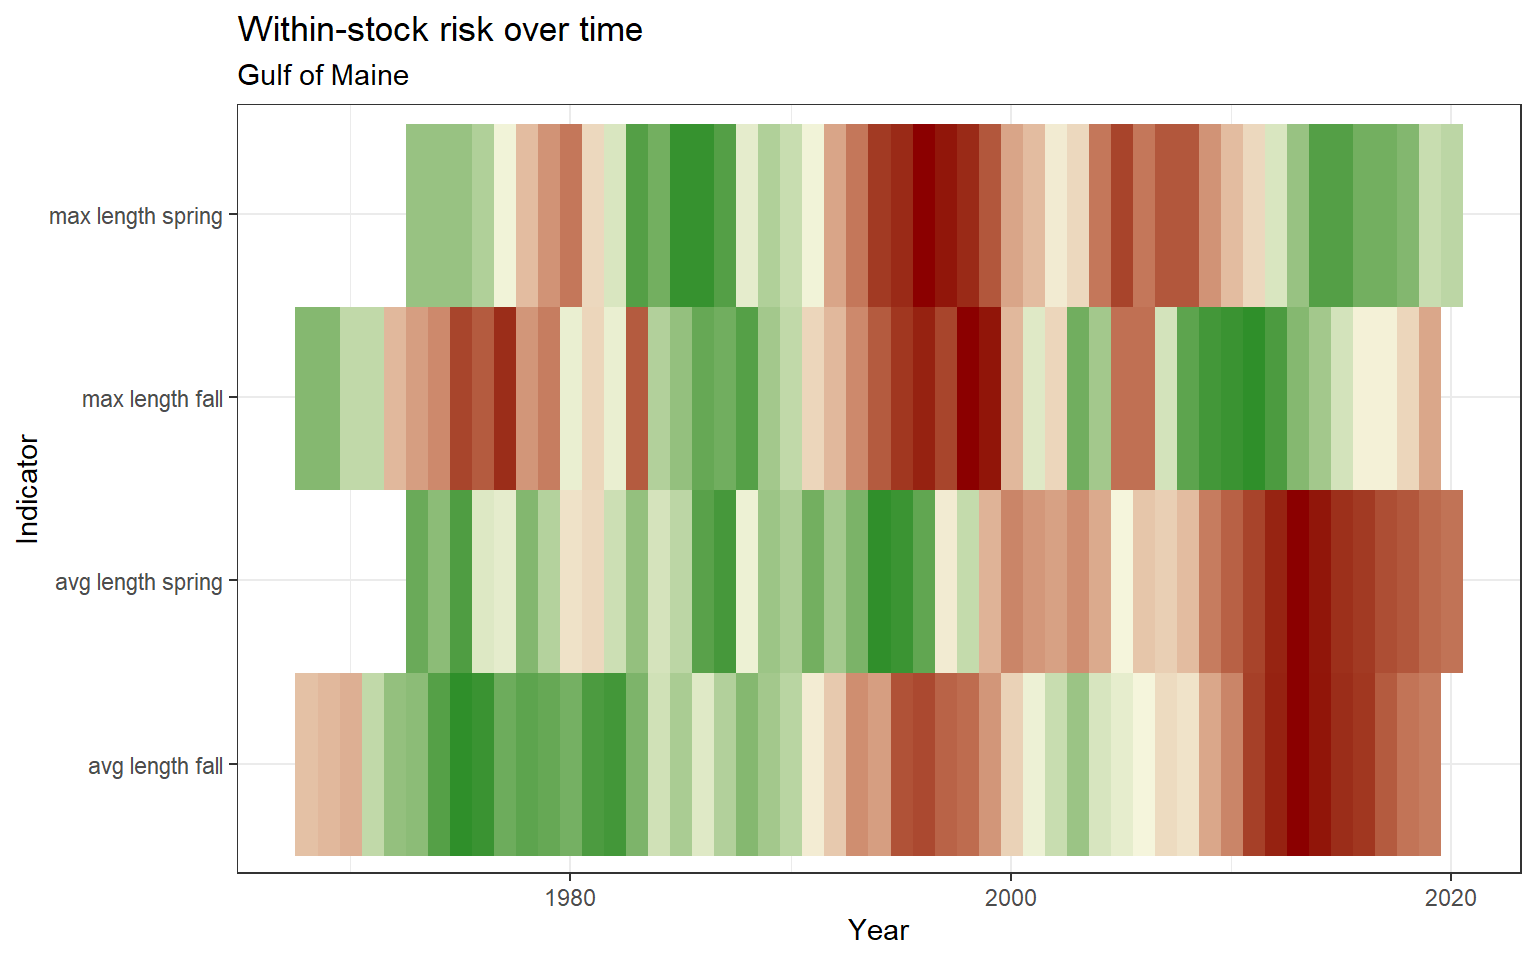 Within-stock risk over time
Gulf of Maine
max length spring
max length fall
avg length spring
avg length fall
Indicator
1980
2000
2020
Year